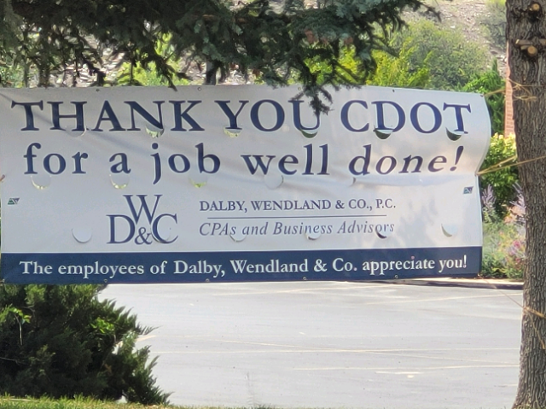 THANK YOU CDOT
for a job well done!
W
D&C
DALBY, WENDLAND & CO., P.C.
CPAs and Business Advisors
The employees of Dalby, Wendland & Co. appreciate you!